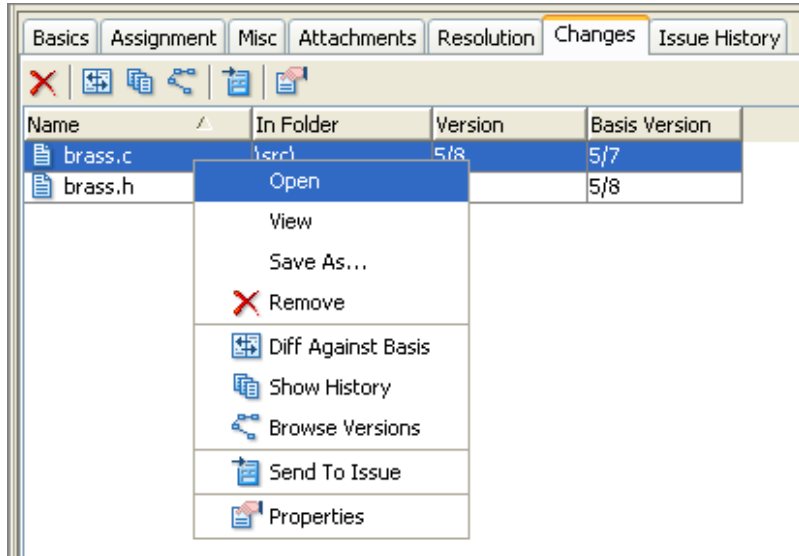 Basics Assignment Misc Attachments Resolution Changes Issue History
Name In Folder Version Basis Version
brass.c \src\ 5/8 5/7
brass.h 5/8
Open
View
Save As...
Remove
Diff Against Basis
Show History
Browse Versions
Send To Issue
Properties